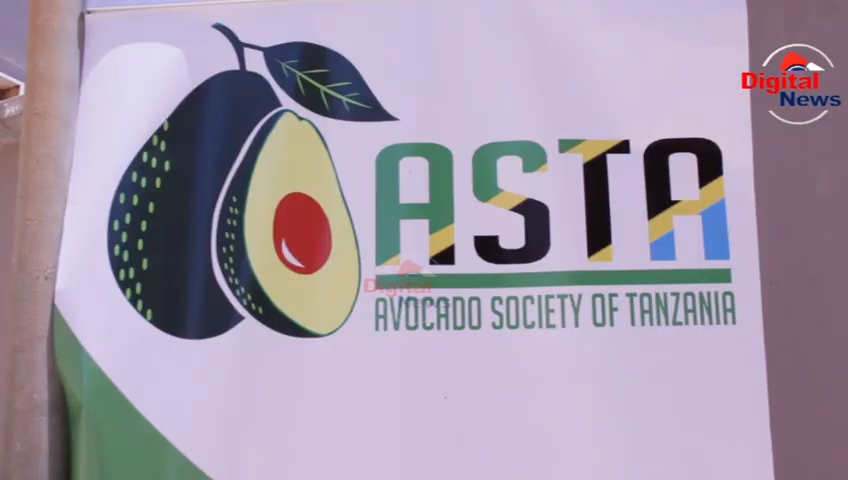 Digital
News
ASTA
Digital
AVOCADO SOCIETY OF TANZANIA